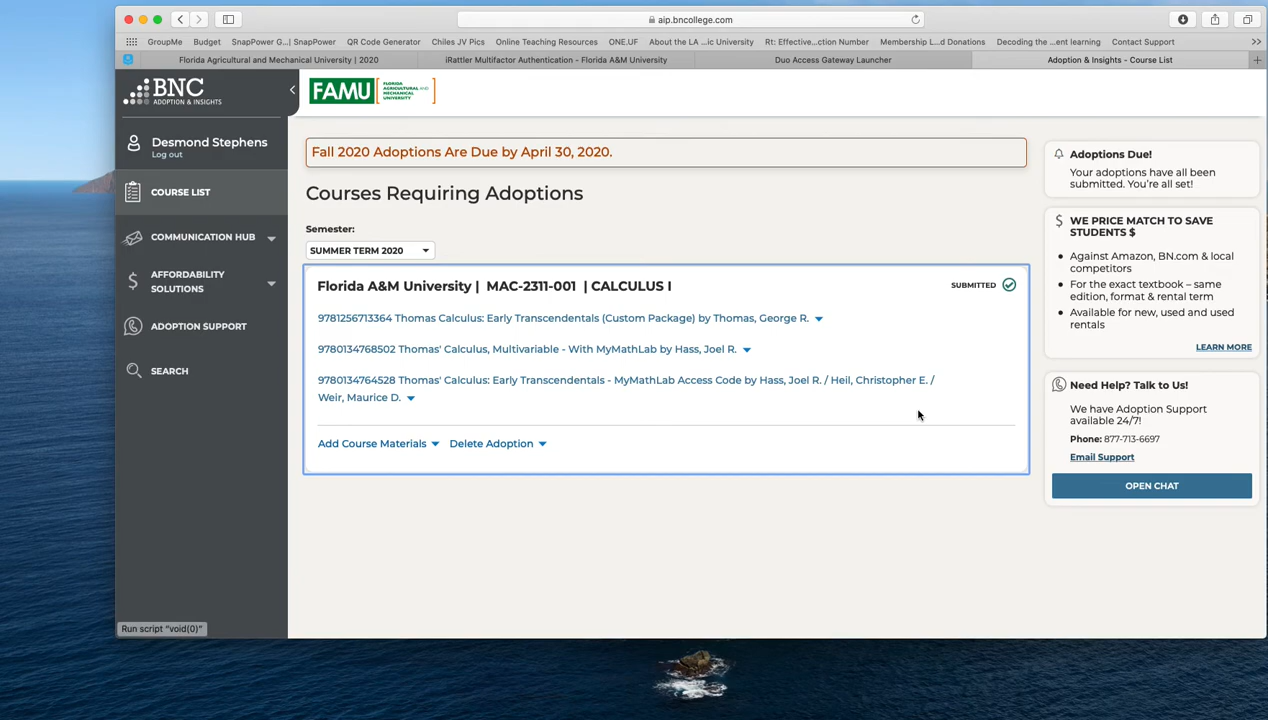 aip.bncollege.com
GroupMe Budget SnapPower G...| SnapPower QR Code Generator Chiles JV Pics Online Teaching Resources ONE.UF About the LA ...ic University Rt: Effective...ction Number Membership L...d Donations Decoding the ...ent learning Contact Support
Florida Agricultural and Mechanical University | 2020 iRattler Multifactor Authentication - Florida A&M University Duo Access Gateway Launcher Adoption & Insights - Course List
BNC
ADOPTION & INSIGHTS
FAMU FLORIDA
AGRICULTURAL AND
MECHANICAL
UNIVERSITY
Desmond Stephens
Log out
COURSE LIST
COMMUNICATION HUB
AFFORDABILITY
SOLUTIONS
ADOPTION SUPPORT
SEARCH
Run script "void(0)"
Fall 2020 Adoptions Are Due by April 30, 2020.
Courses Requiring Adoptions
Semester:
SUMMER TERM 2020
Florida A&M University | MAC-2311-001 | CALCULUS I
SUBMITTED
9781256713364 Thomas Calculus: Early Transcendentals (Custom Package) by Thomas, George R.
9780134768502 Thomas' Calculus, Multivariable - With MyMathLab by Hass, Joel R.
9780134764528 Thomas' Calculus: Early Transcendentals - MyMathLab Access Code by Hass, Joel R. / Heil, Christopher E. /
Weir, Maurice D.
Add Course Materials Delete Adoption
Adoptions Due!
Your adoptions have all been
submitted. You're all set!
$ WE PRICE MATCH TO SAVE
STUDENTS $
• Against Amazon, BN.com & local
competitors
• For the exact textbook – same
edition, format & rental term
• Available for new, used and used
rentals
LEARN MORE
Need Help? Talk to Us!
We have Adoption Support
available 24/7!
Phone: 877-713-6697
Email Support
OPEN CHAT